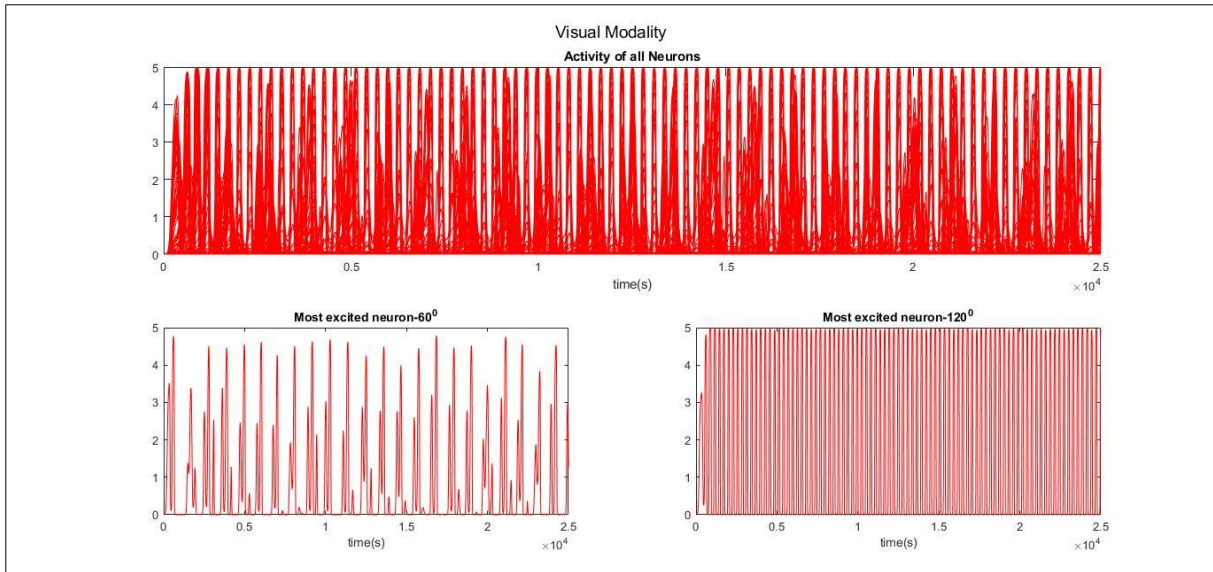 Visual Modality
Activity of all Neurons
5
4
3
2
1
0
0 0.5 1 1.5 2 2.5
time(s)
×10⁴
Most excited neuron-60⁰
5
4
3
2
1
0
0 0.5 1 1.5 2 2.5
time(s)
×10⁴
Most excited neuron-120⁰
5
4
3
2
1
0
0 0.5 1 1.5 2 2.5
time(s)
×10⁴